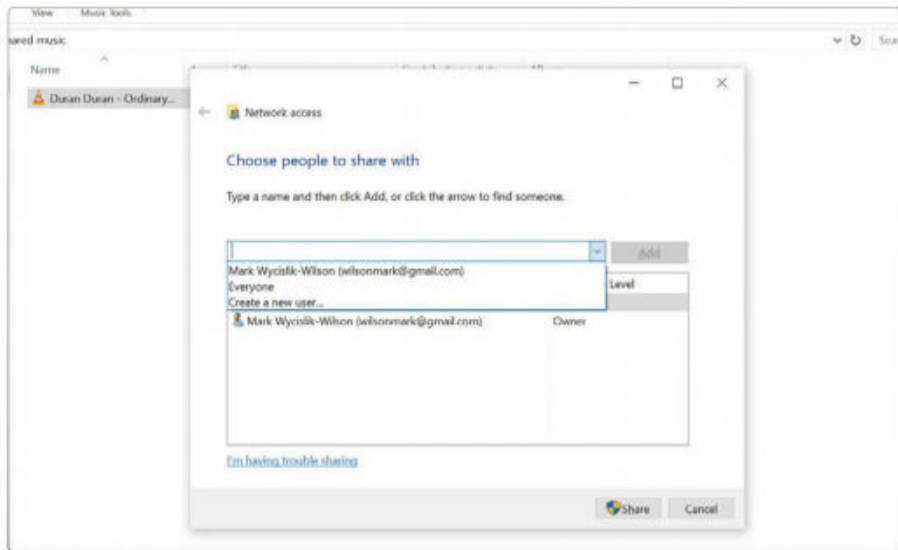 View Music Tools
ared music
Sear
Name
Duran Duran - Ordinary...
Network access
Choose people to share with
Type a name and then click Add, or click the arrow to find someone.
Add
Mark Wycislik-Wilson (wilsonmark@gmail.com)
Level
Everyone
Create a new user...
Mark Wycislik-Wilson (wilsonmark@gmail.com) Owner
I'm having trouble sharing
Share Cancel